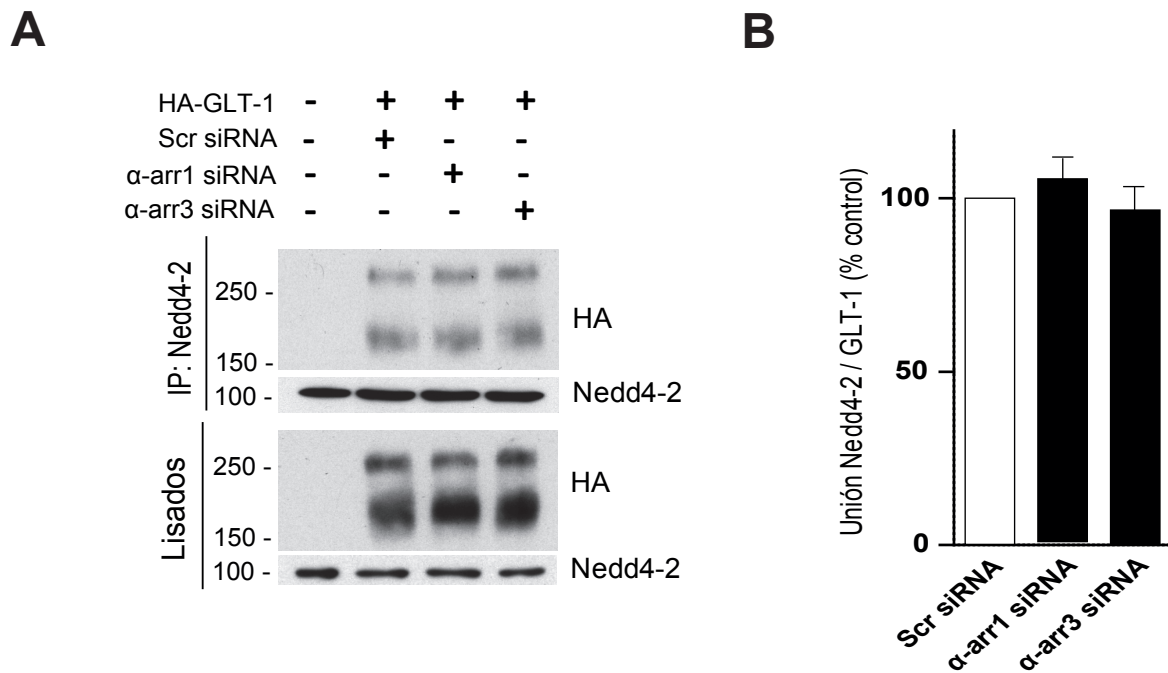 A
HA-GLT-1 - + + +
Scr siRNA - + - -
α-arr1 siRNA - - + -
α-arr3 siRNA - - - +
IP: Nedd4-2
250 -
HA
150 -
100 - Nedd4-2
Lisados
250 -
HA
150 -
100 - Nedd4-2
B
Unión Nedd4-2 / GLT-1 (% control)
100
50
0
Scr siRNA
α-arr1 siRNA
α-arr3 siRNA